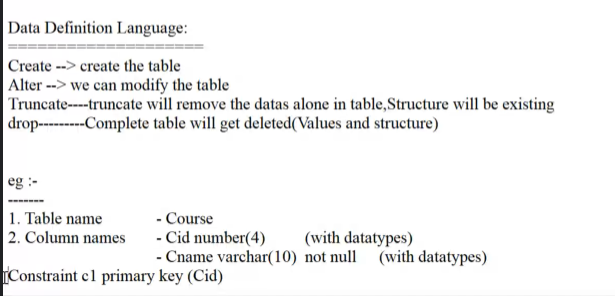 Data Definition Language:
=====================
Create --> create the table
Alter --> we can modify the table
Truncate----truncate will remove the datas alone in table,Structure will be existing
drop---------Complete table will get deleted(Values and structure)
eg :-
-------
1. Table name - Course
2. Column names - Cid number(4) (with datatypes)
- Cname varchar(10) not null (with datatypes)
Constraint c1 primary key (Cid)